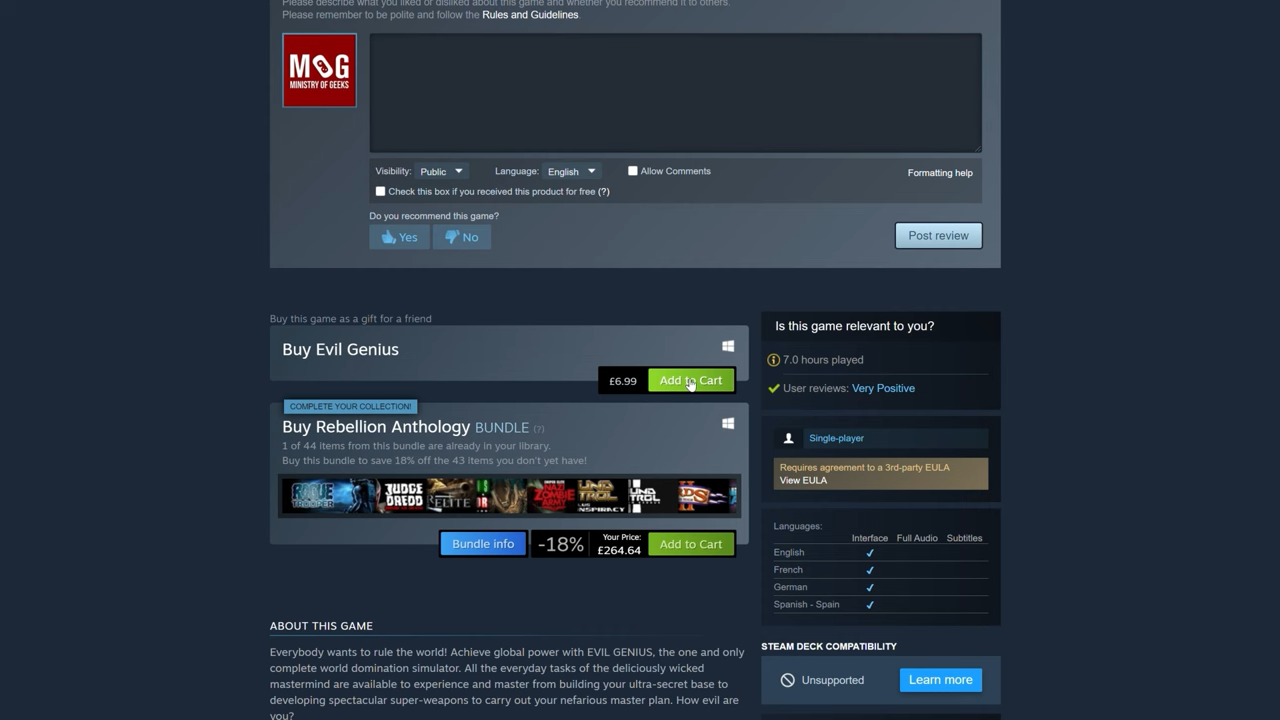 Please describe what you liked or disliked about this game and whether you recommend it to others.
Please remember to be polite and follow the Rules and Guidelines.
MOG
MINISTRY OF GEEKS
Visibility: Public Language: English Allow Comments Formatting help
Check this box if you received this product for free (?)
Do you recommend this game?
Yes No Post review
Buy this game as a gift for a friend
Buy Evil Genius
£6.99 Add to Cart
COMPLETE YOUR COLLECTION!
Buy Rebellion Anthology BUNDLE (?)
1 of 44 items from this bundle are already in your library.
Buy this bundle to save 18% off the 43 items you don't yet have!
ROGUE TROOPER JUDGE DREDD ELITE NAZI ZOMBIE ARMY
Bundle info -18% Your Price: £264.64 Add to Cart
ABOUT THIS GAME
Everybody wants to rule the world! Achieve global power with EVIL GENIUS, the one and only
complete world domination simulator. All the everyday tasks of the deliciously wicked
mastermind are available to experience and master from building your ultra-secret base to
developing spectacular super-weapons to carry out your nefarious master plan. How evil are
you?
Is this game relevant to you?
7.0 hours played
User reviews: Very Positive
Single-player
Requires agreement to a 3rd-party EULA
View EULA
Languages:
Interface Full Audio Subtitles
English ✔
French ✔
German ✔
Spanish - Spain ✔
STEAM DECK COMPATIBILITY
Unsupported Learn more